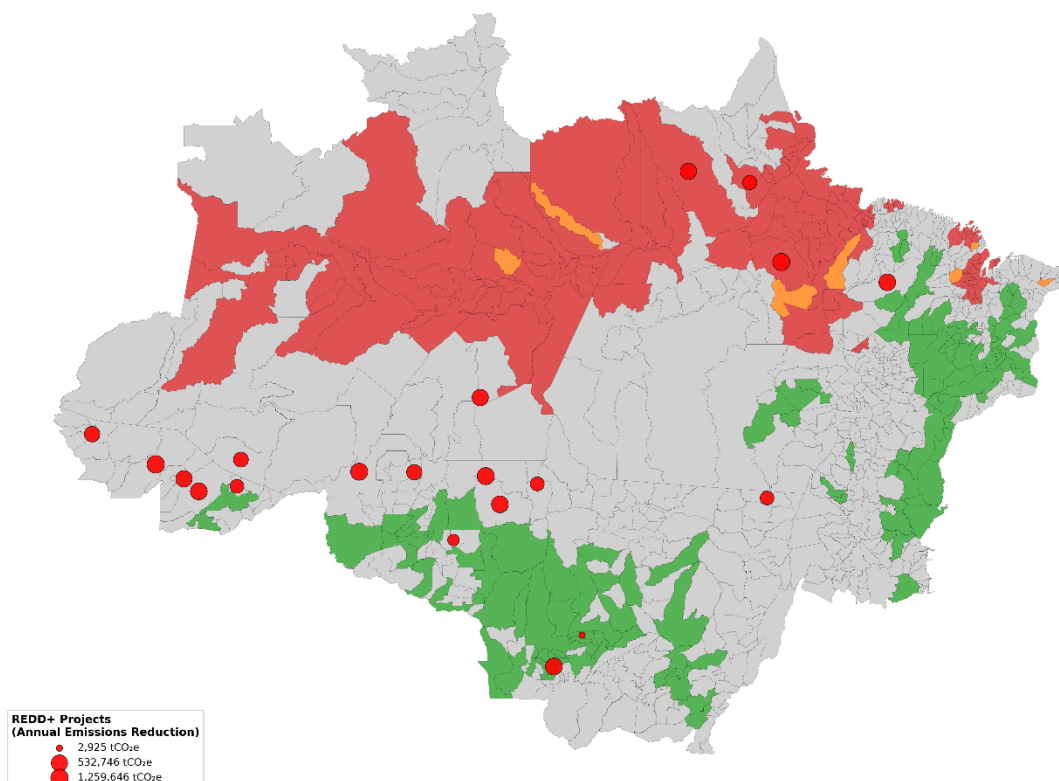 REDD+ Projects
(Annual Emissions Reduction)
2,925 tCO₂e
532,746 tCO₂e
1,259,646 tCO₂e